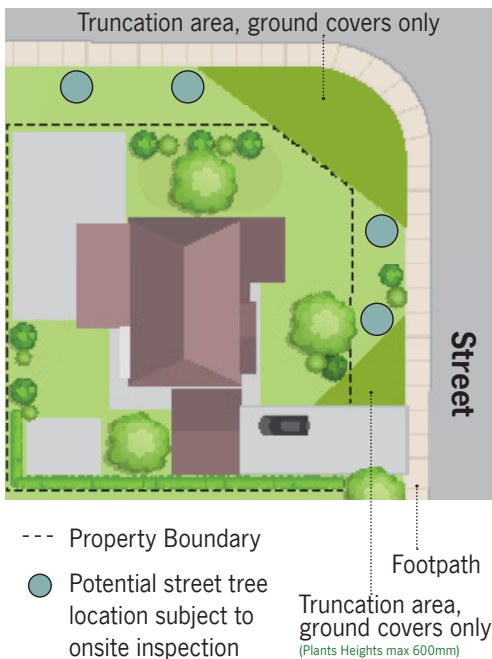 Truncation area, ground covers only
Street
--- Property Boundary
Potential street tree
location subject to
onsite inspection
Footpath
Truncation area,
ground covers only
(Plants Heights max 600mm)